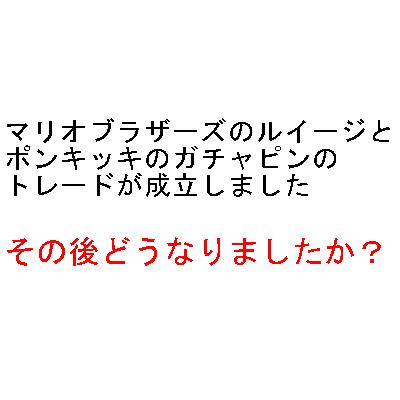 マリオブラザーズのルイージと
ポンキッキのガチャピンの
トレードが成立しました
その後どうなりましたか？